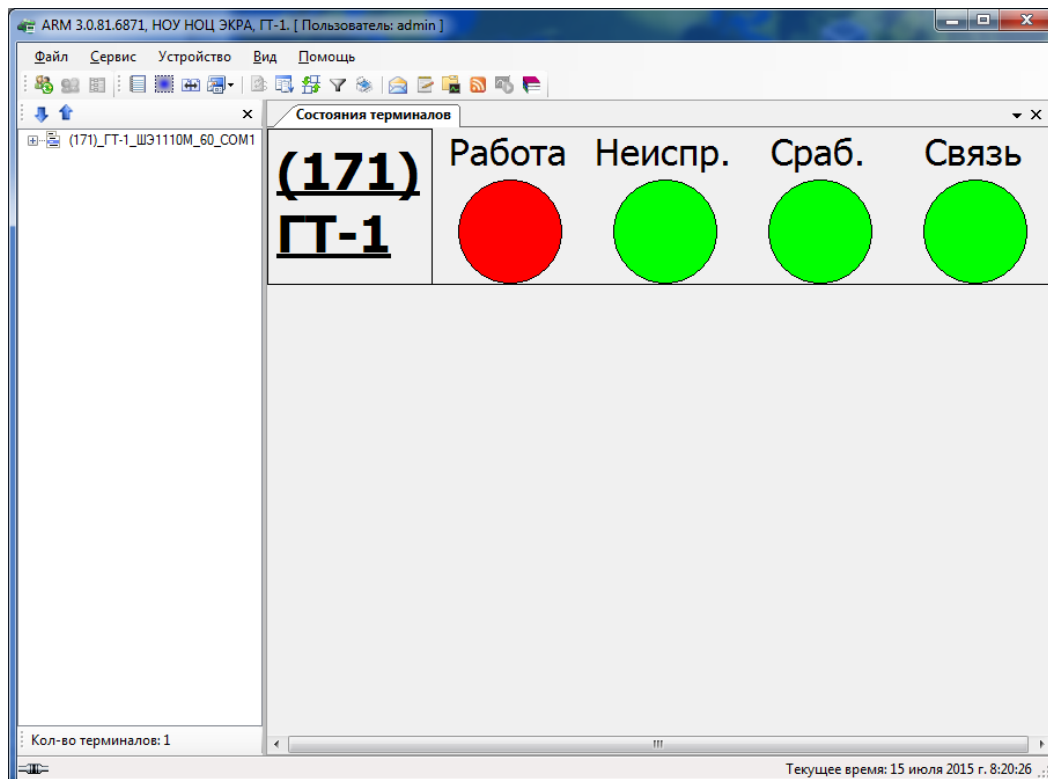 ARM 3.0.81.6871, НОУ НОЦ ЭКРА, ГТ-1. [ Пользователь: admin ]
Файл Сервис Устройство Вид Помощь
Состояния терминалов
(171)_ГТ-1_ШЭ1110М_60_COM1
(171)
ГТ-1
Работа Неиспр. Сраб. Связь
Кол-во терминалов: 1
Текущее время: 15 июля 2015 г. 8:20:26